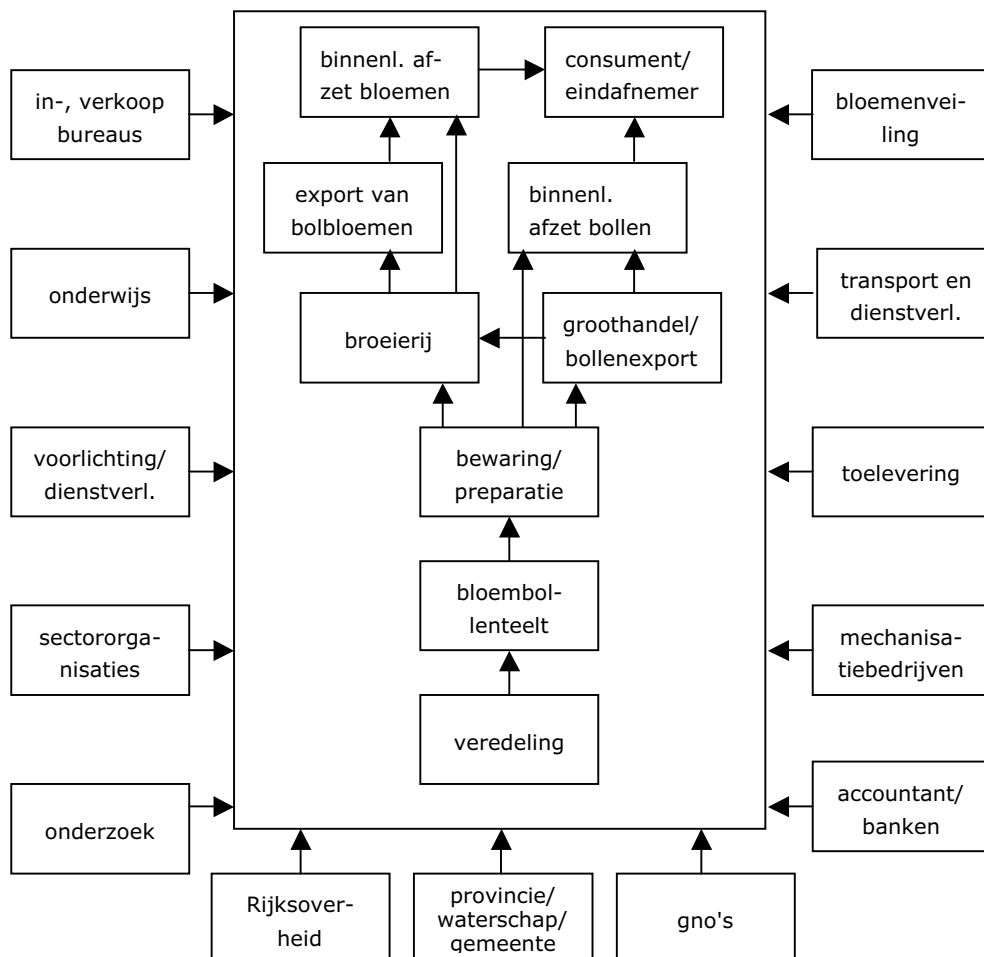 binnenl. af-
zet bloemen
consument/
eindafnemer
in-, verkoop
bureaus
bloemenvei-
ling
export van
bolbloemen
binnenl.
afzet bollen
onderwijs
transport en
dienstverl.
broeierij
groothandel/
bollenexport
voorlichting/
dienstverl.
bewaring/
preparatie
toelevering
bloembol-
lenteelt
sectororga-
nisaties
mechanisa-
tiebedrijven
veredeling
onderzoek
accountant/
banken
Rijksover-
heid
provincie/
waterschap/
gemeente
gno's